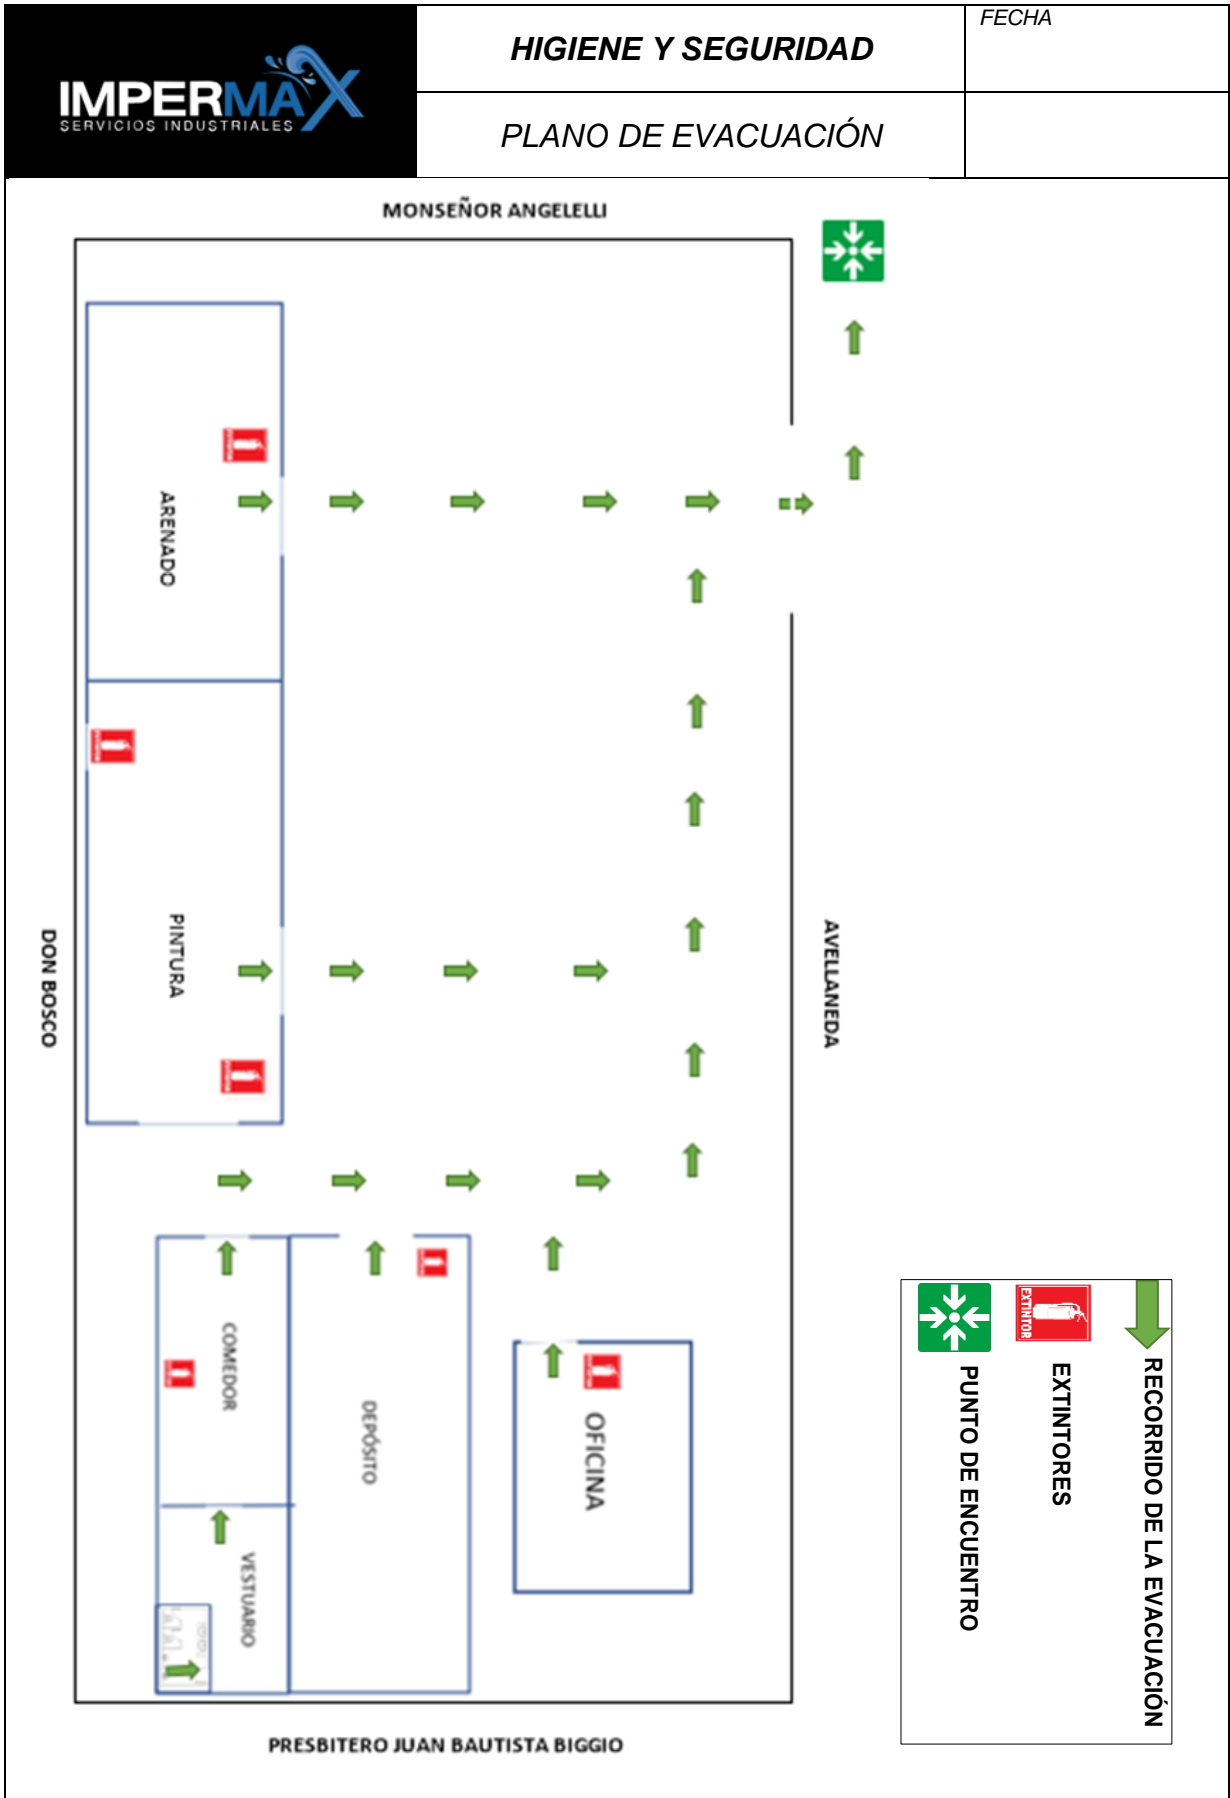 IMPERMAX
SERVICIOS INDUSTRIALES
HIGIENE Y SEGURIDAD
FECHA
PLANO DE EVACUACIÓN
MONSEÑOR ANGELELLI
ARENADO
PINTURA
DON BOSCO
AVELLANEDA
COMEDOR
DEPÓSITO
OFICINA
VESTUARIO
PRESBITERO JUAN BAUTISTA BIGGIO
RECORRIDO DE LA EVACUACIÓN
EXTINTOR
EXTINTORES
PUNTO DE ENCUENTRO